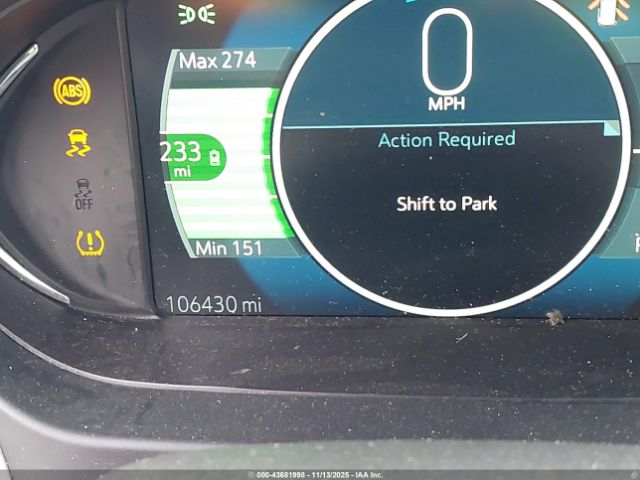 Max 274
0
MPH
ABS
Action Required
233
mi
OFF
Shift to Park
Min 151
106430 mi
000-43681998 - 11/13/2025 - IAA Inc.